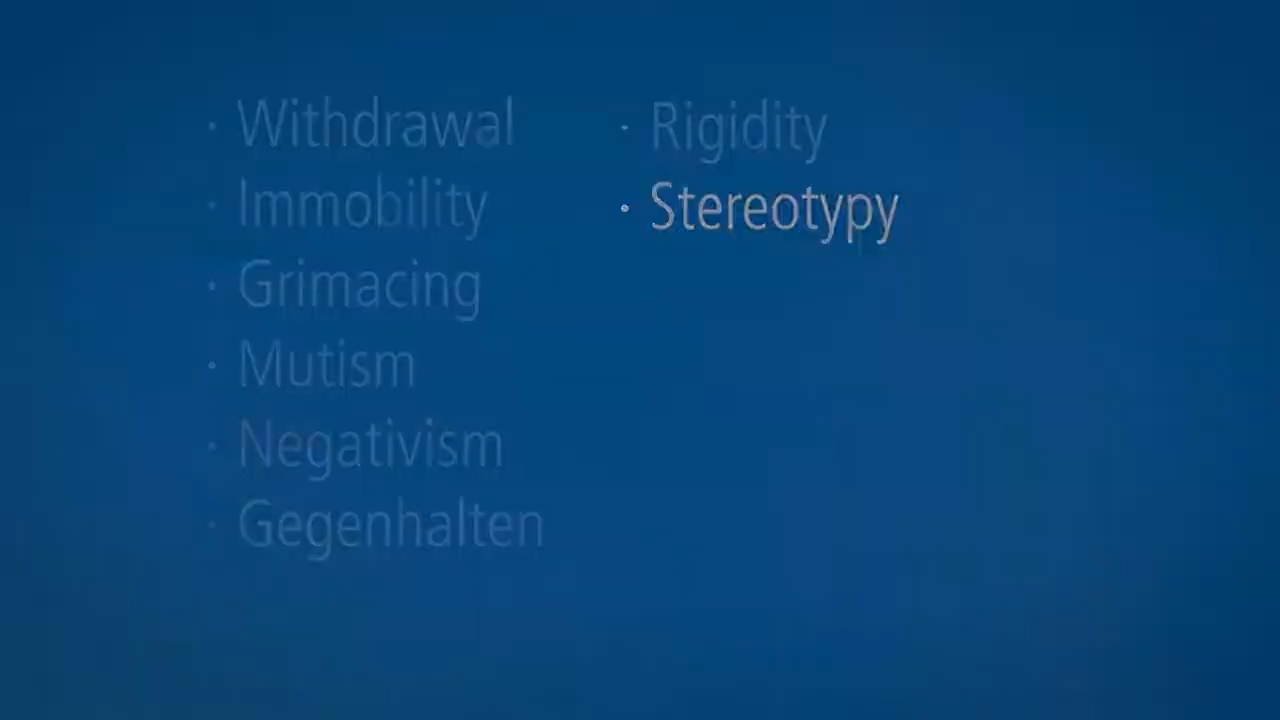 · Withdrawal
· Immobility
· Grimacing
· Mutism
· Negativism
· Gegenhalten
· Rigidity
· Stereotypy